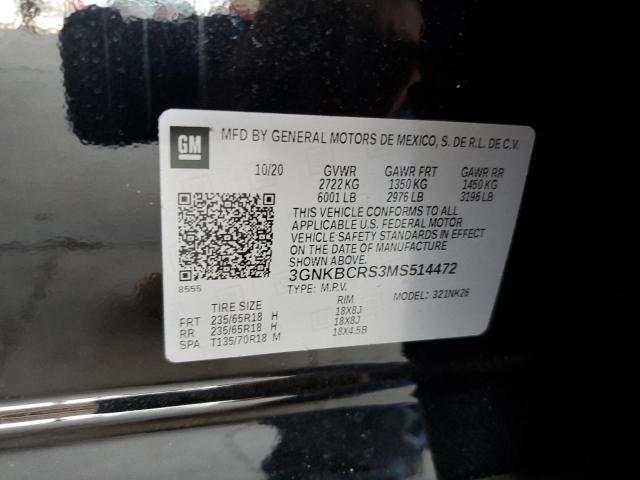 GM MFD BY GENERAL MOTORS DE MEXICO, S. DE R.L. DE C.V.
10/20 GVWR GAWR FRT GAWR RR
2722 KG 1350 KG 1450 KG
6001 LB 2976 LB 3196 LB
THIS VEHICLE CONFORMS TO ALL
APPLICABLE U.S. FEDERAL MOTOR
VEHICLE SAFETY STANDARDS IN EFFECT
ON THE DATE OF MANUFACTURE
SHOWN ABOVE.
8555
3GNKBCRS3MS514472
TYPE: M.P.V. MODEL: 321NK26
TIRE SIZE RIM
FRT 235/65R18 H 18X8J
RR 235/65R18 H 18X8J
SPA T135/70R18 M 18X4.5B